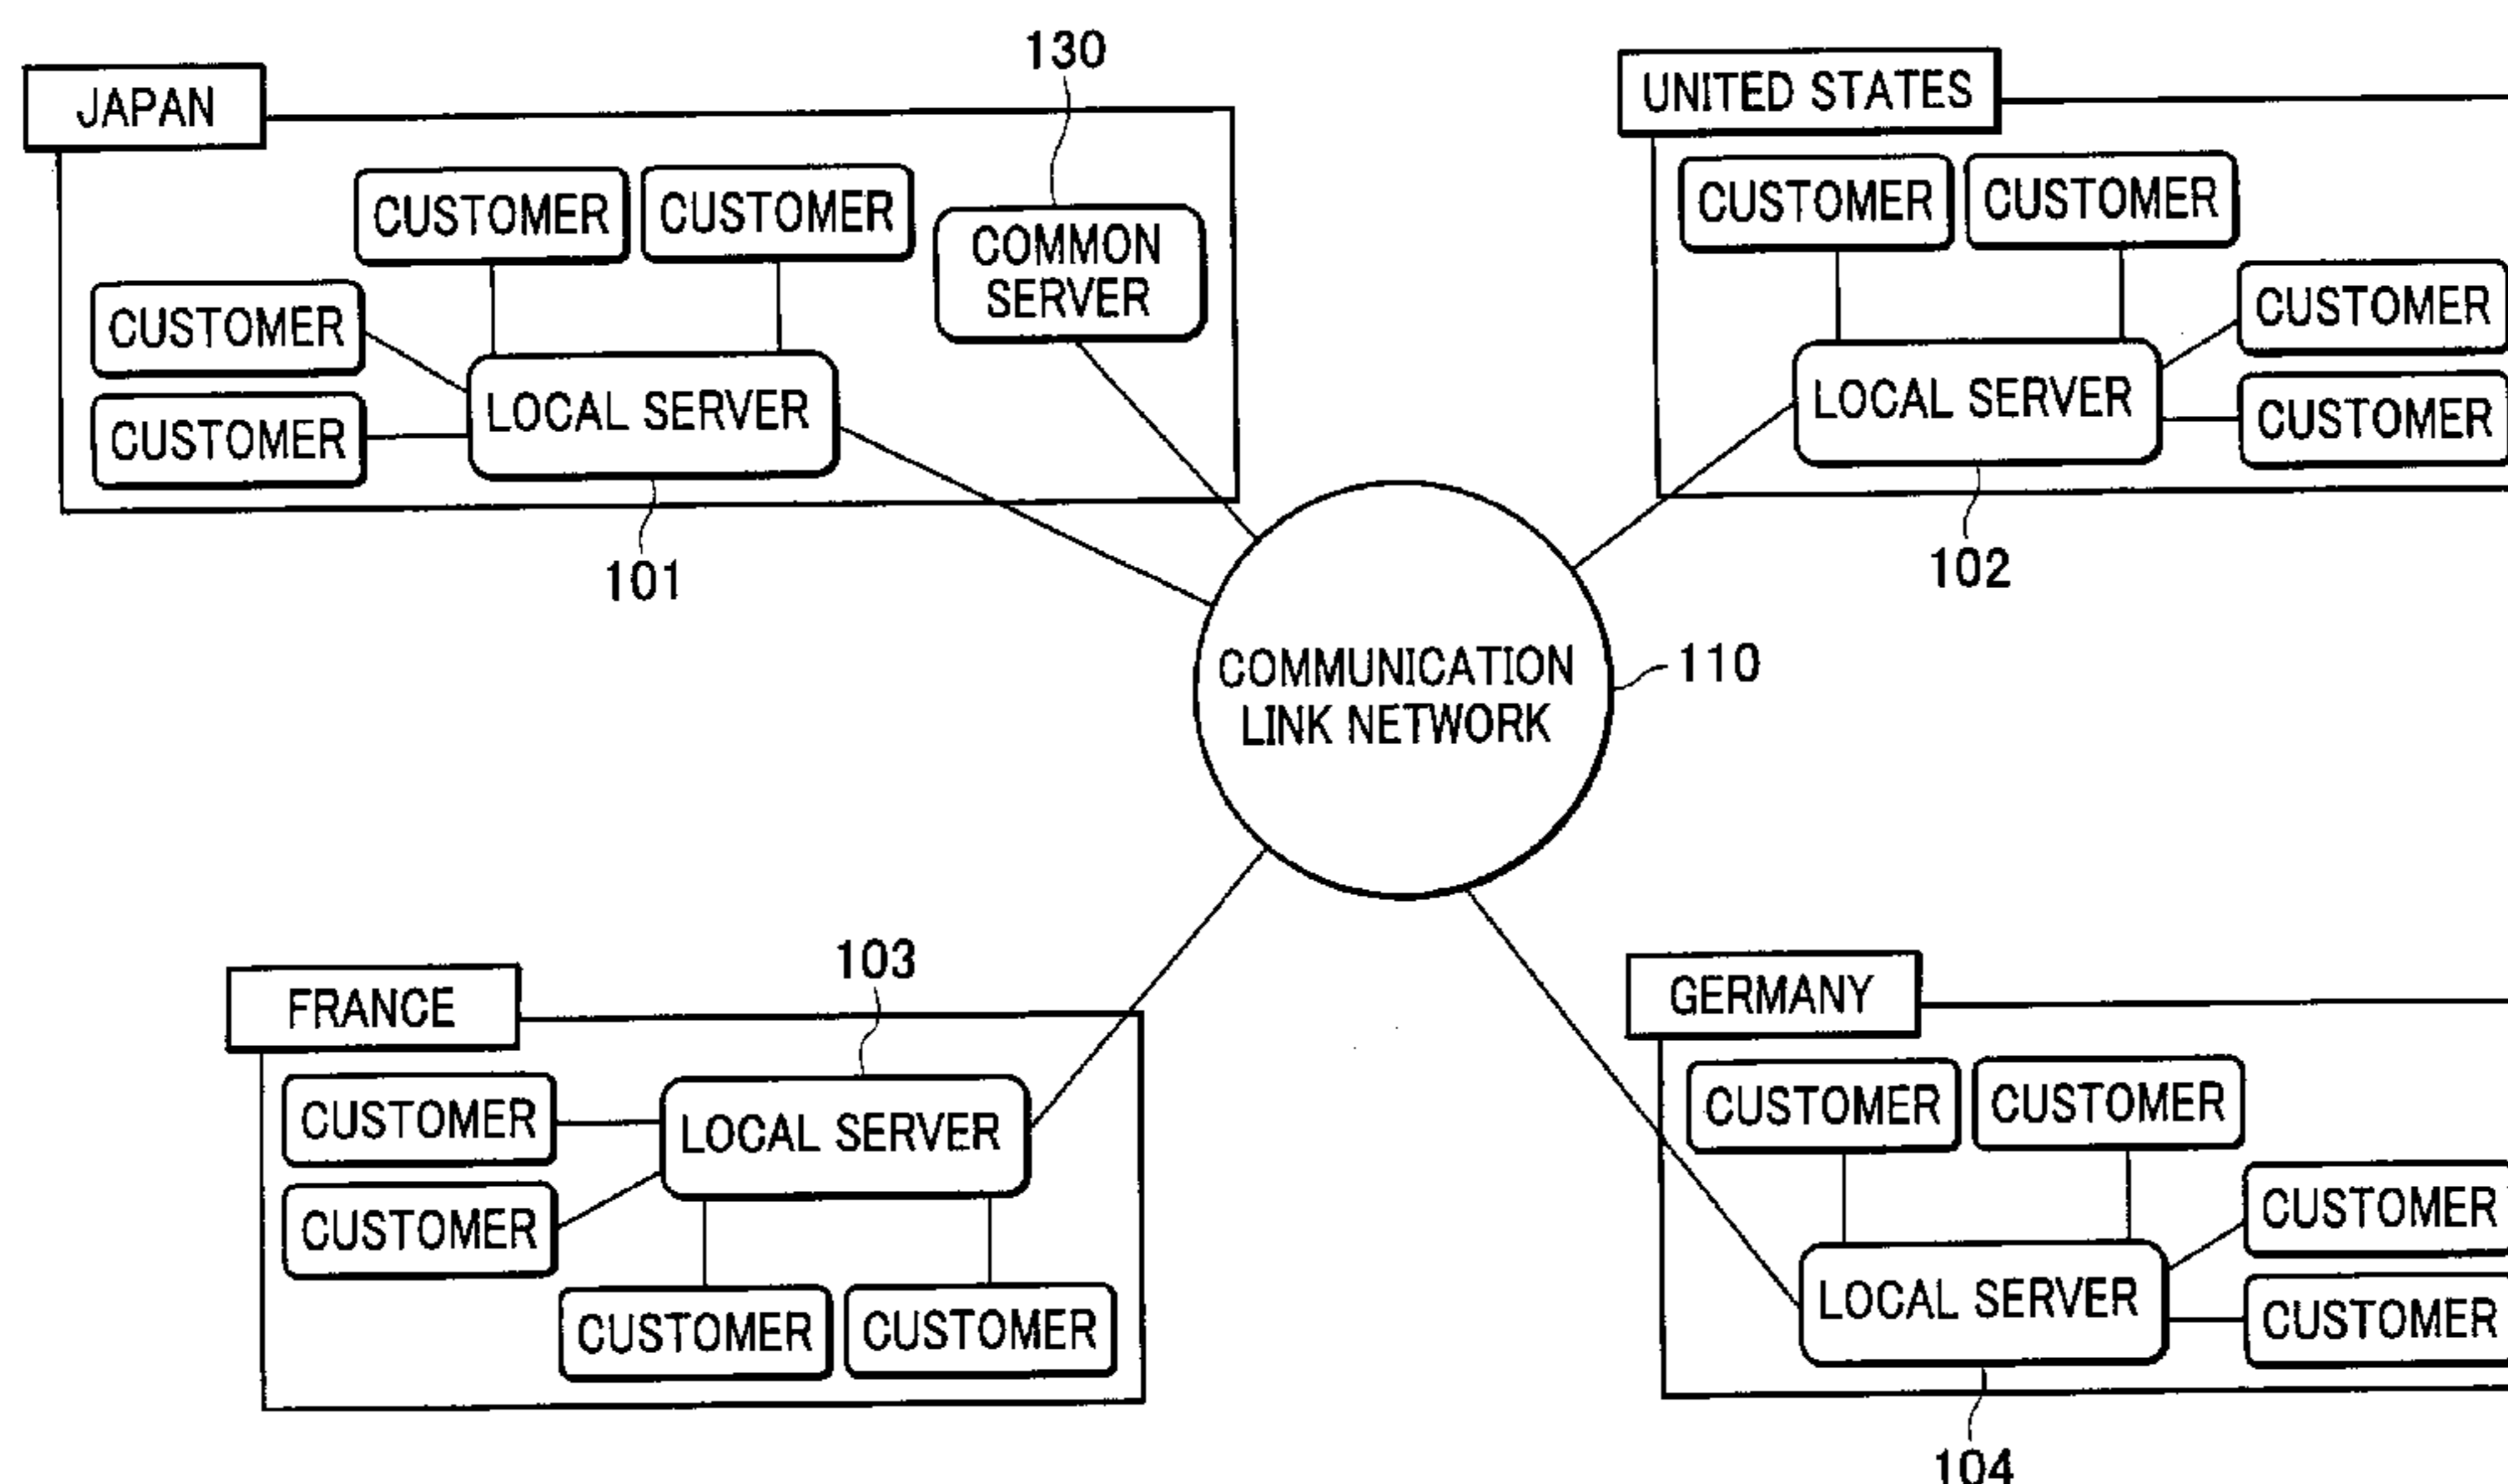 130
JAPAN
CUSTOMER
CUSTOMER
COMMON
SERVER
CUSTOMER
CUSTOMER
LOCAL SERVER
101
UNITED STATES
CUSTOMER
CUSTOMER
CUSTOMER
CUSTOMER
LOCAL SERVER
102
COMMUNICATION
LINK NETWORK
110
FRANCE
103
CUSTOMER
CUSTOMER
LOCAL SERVER
CUSTOMER
CUSTOMER
GERMANY
CUSTOMER
CUSTOMER
CUSTOMER
CUSTOMER
LOCAL SERVER
104